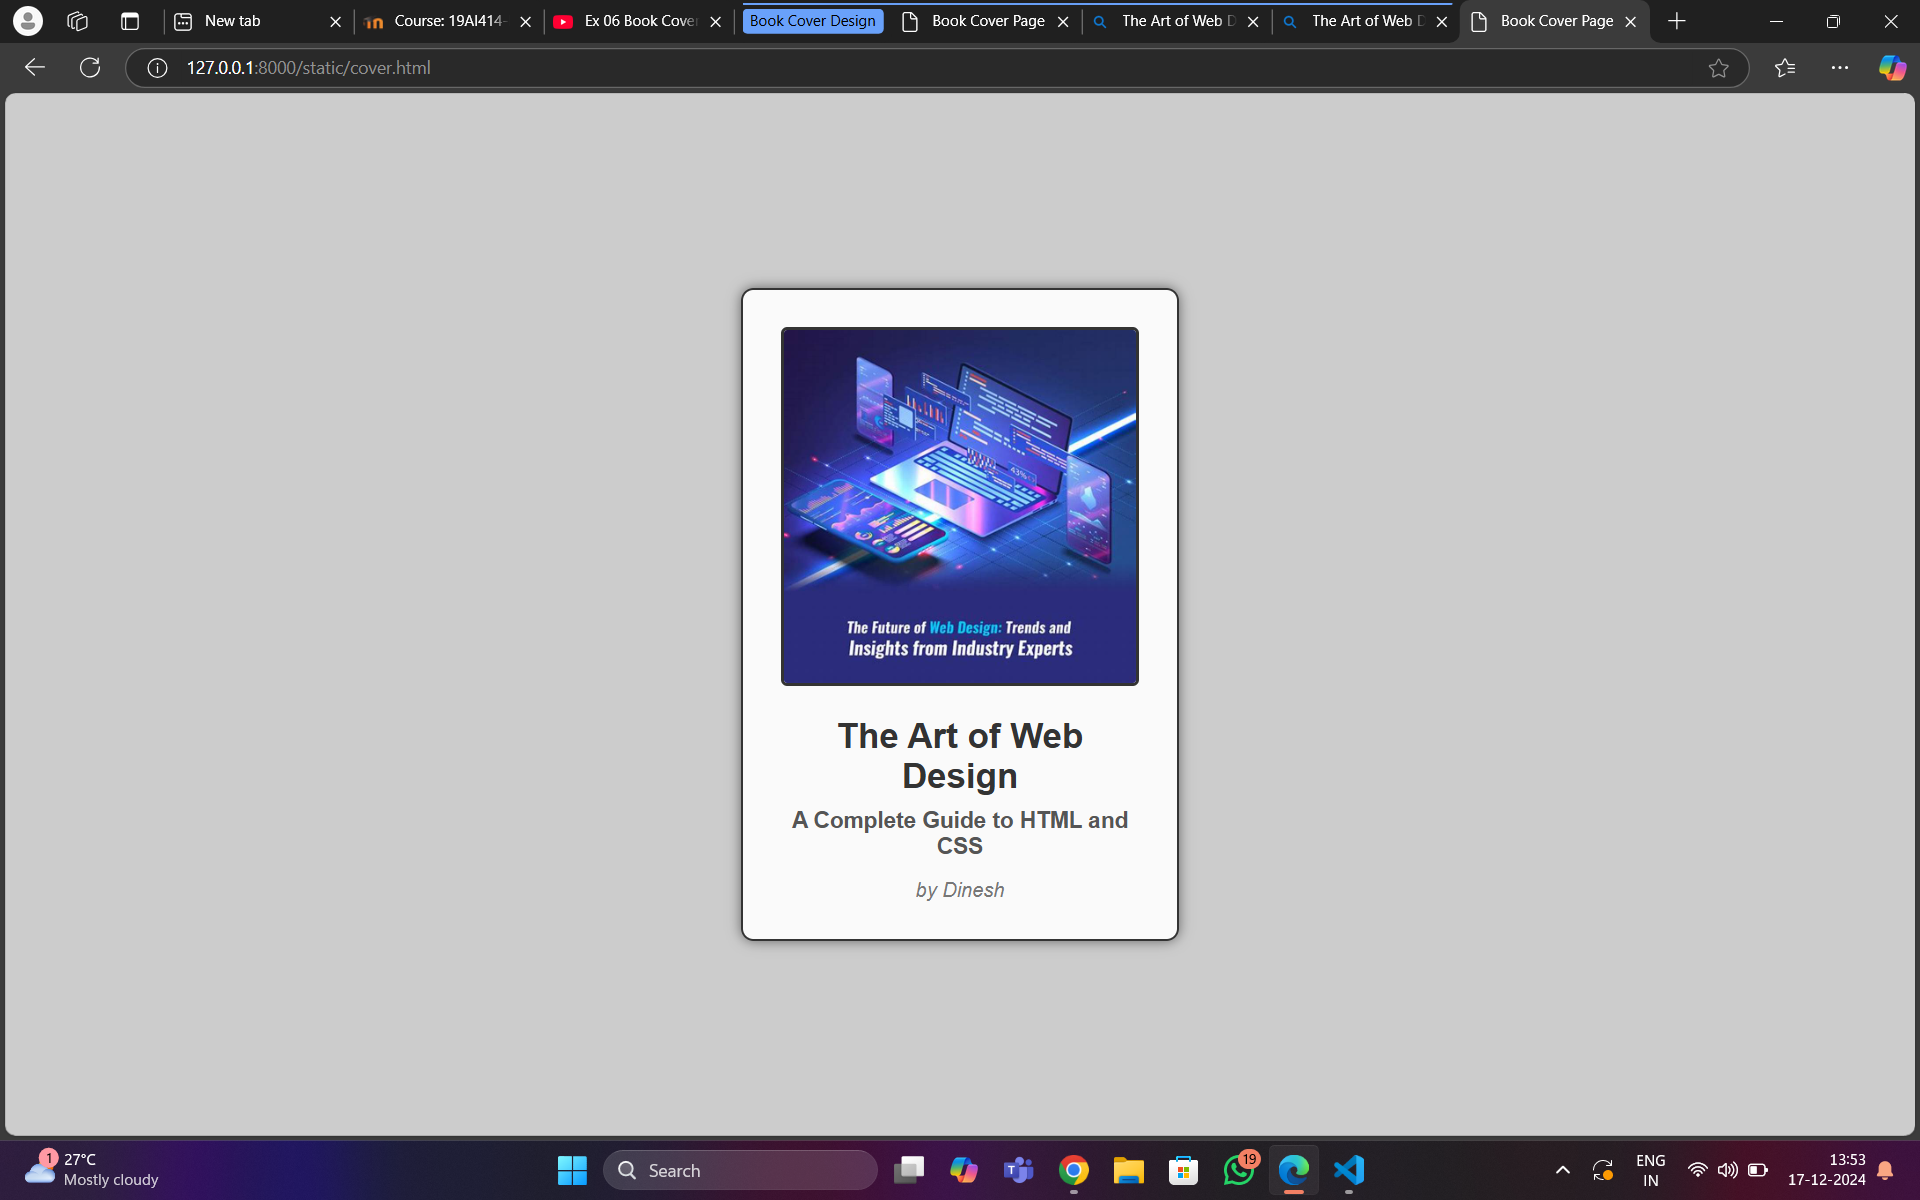 New tab
Course: 19AI414-
Ex 06 Book Cover
Book Cover Design
Book Cover Page
The Art of Web D
The Art of Web D
Book Cover Page
127.0.0.1:8000/static/cover.html
43%
The Future of Web Design: Trends and
Insights from Industry Experts
The Art of Web
Design
A Complete Guide to HTML and
CSS
by Dinesh
1
27°C
Mostly cloudy
Search
19
ENG
IN
13:53
17-12-2024